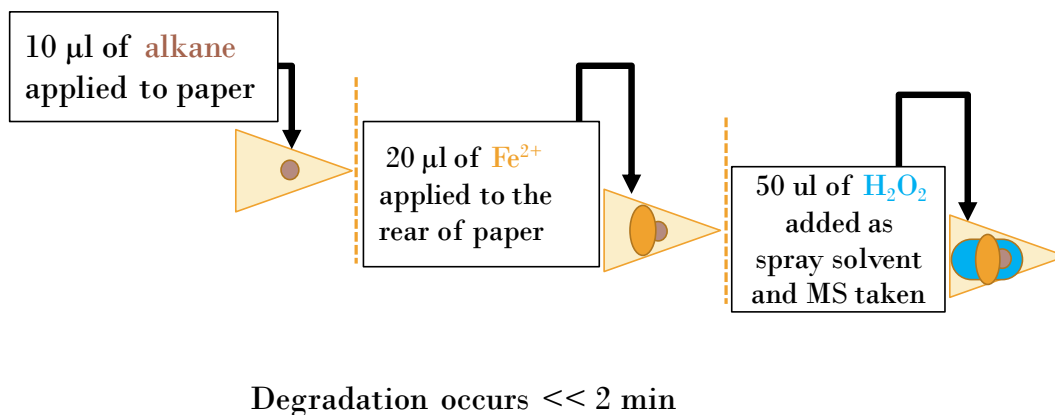 10 µl of alkane
applied to paper
20 µl of Fe²⁺
applied to the
rear of paper
50 ul of H₂O₂
added as
spray solvent
and MS taken
Degradation occurs << 2 min